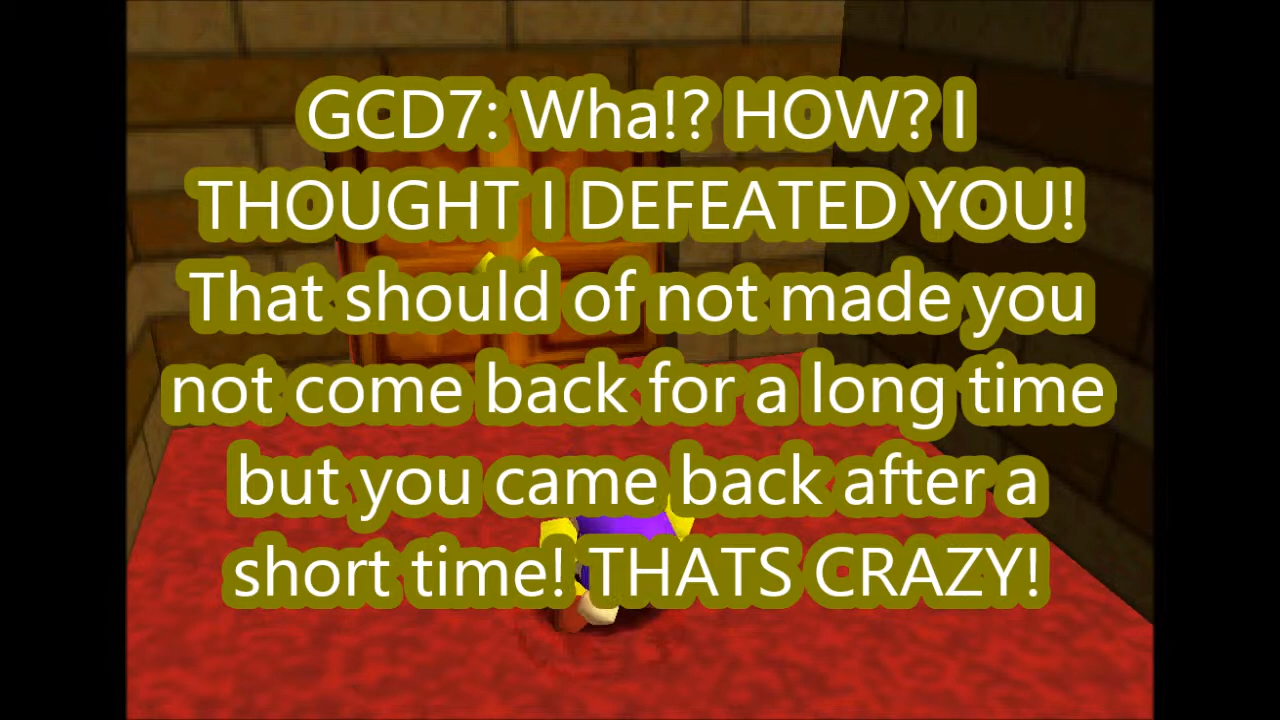 GCD7: Wha!? HOW? I
THOUGHT I DEFEATED YOU!
That should of not made you
not come back for a long time
but you came back after a
short time! THATS CRAZY!